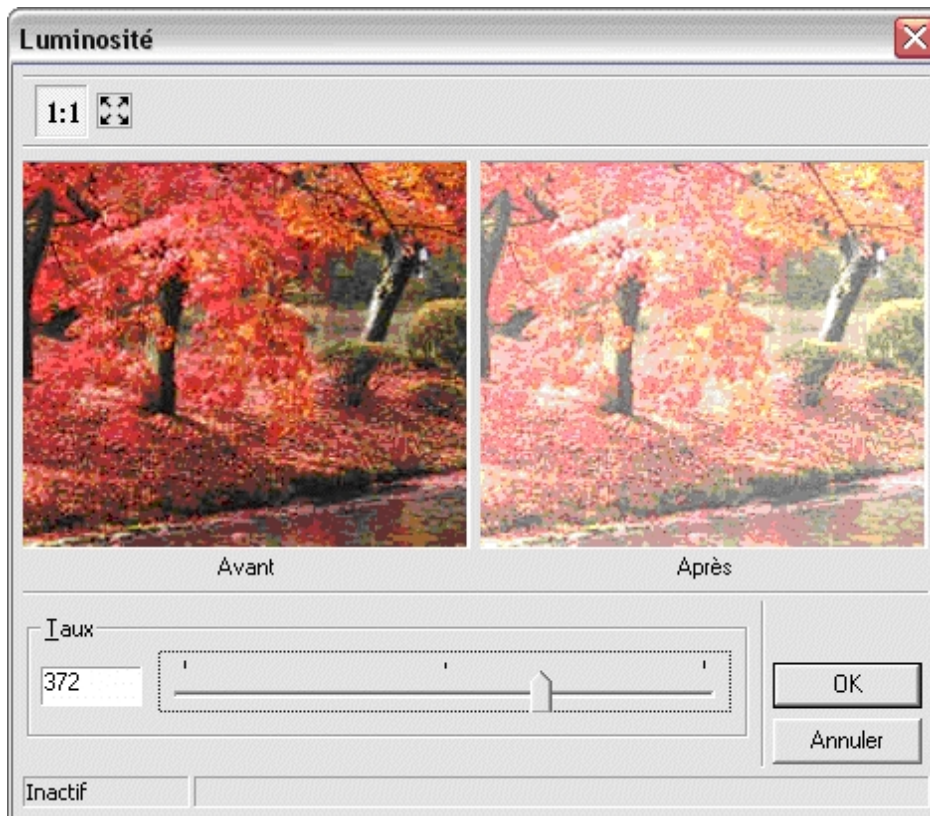 Luminosité
1:1
Avant
Après
Taux
372
OK
Annuler
Inactif